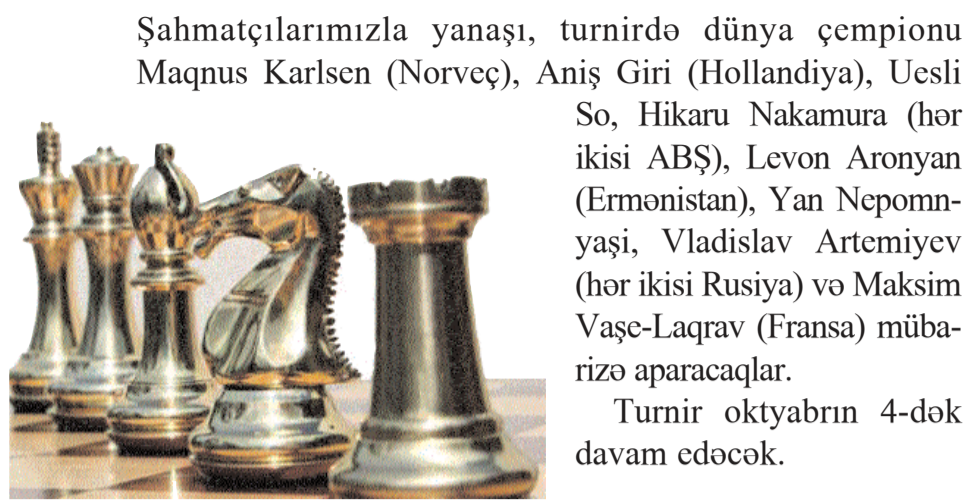 Şahmatçılarımızla yanaşı, turnirdə dünya çempionu
Maqnus Karlsen (Norveç), Aniş Giri (Hollandiya), Uesli
So, Hikaru Nakamura (hər
ikisi ABŞ), Levon Aronyan
(Ermənistan), Yan Nepomn-
yaşi, Vladislav Artemiyev
(hər ikisi Rusiya) və Maksim
Vaşe-Laqrav (Fransa) müba-
rizə aparacaqlar.
Turnir oktyabrın 4-dək
davam edəcək.